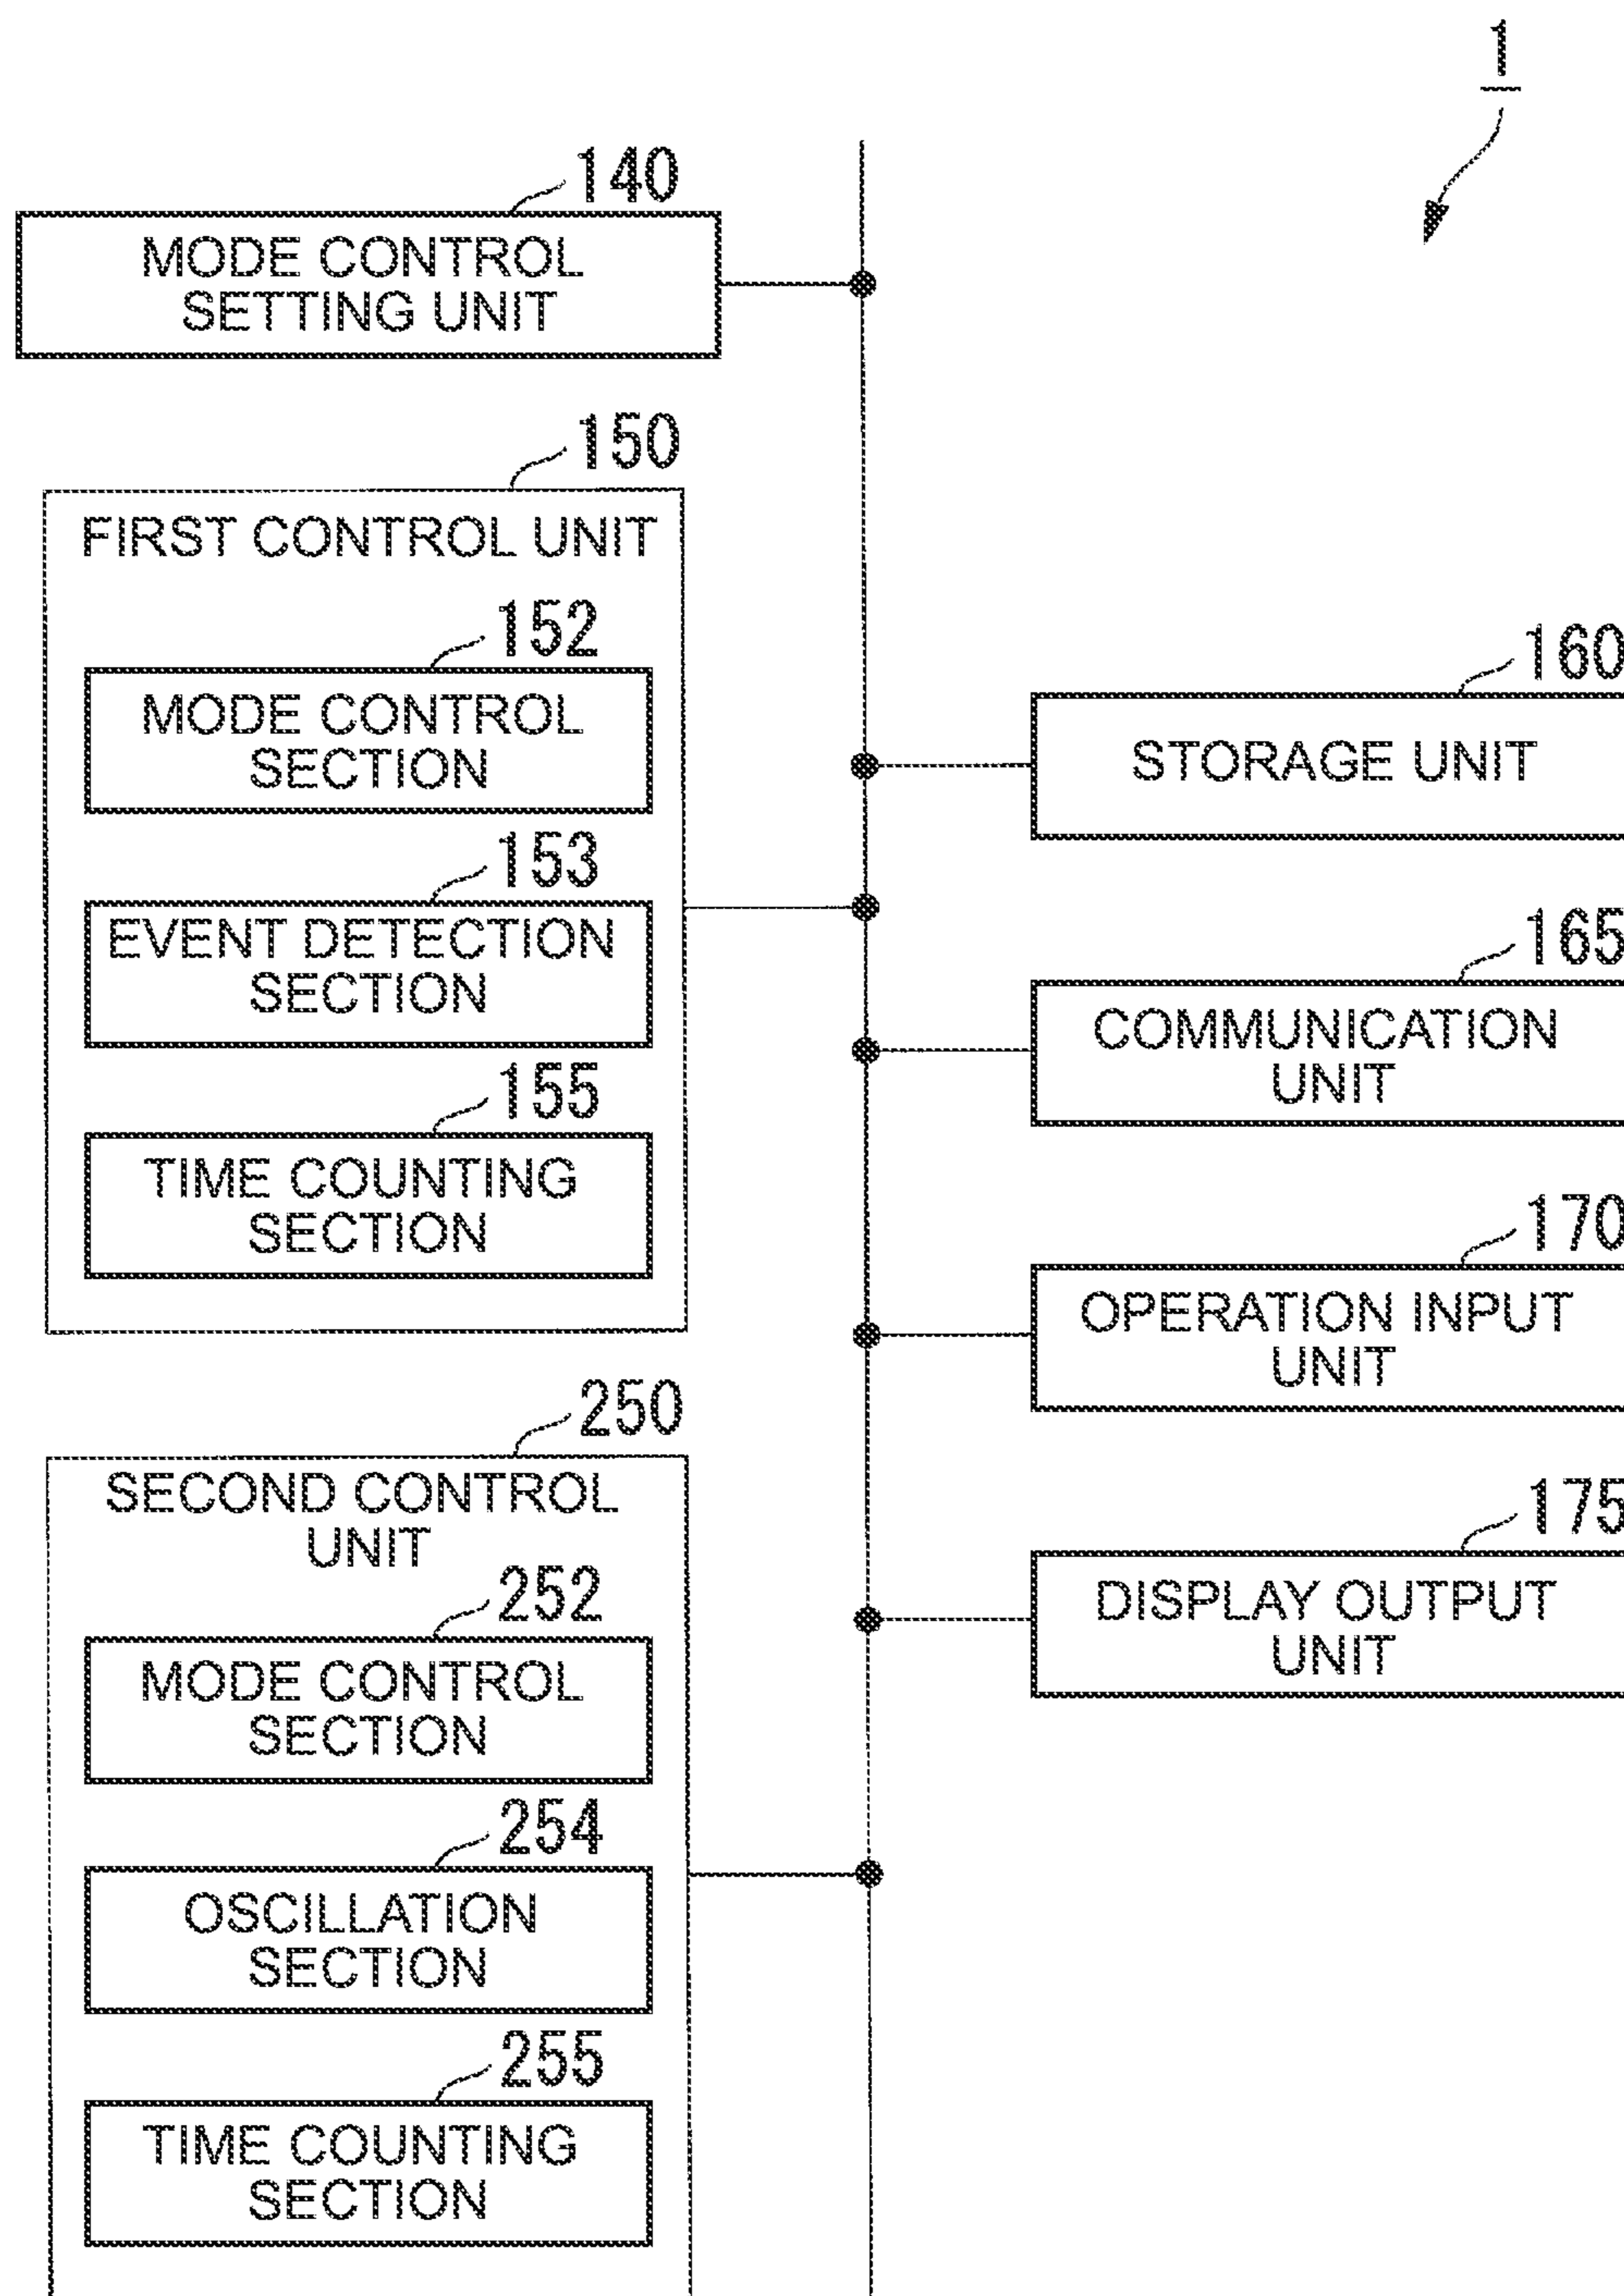 1
140
MODE CONTROL
SETTING UNIT
150
FIRST CONTROL UNIT
152
MODE CONTROL
SECTION
153
EVENT DETECTION
SECTION
155
TIME COUNTING
SECTION
250
SECOND CONTROL
UNIT
252
MODE CONTROL
SECTION
254
OSCILLATION
SECTION
255
TIME COUNTING
SECTION
160
STORAGE UNIT
165
COMMUNICATION
UNIT
170
OPERATION INPUT
UNIT
175
DISPLAY OUTPUT
UNIT